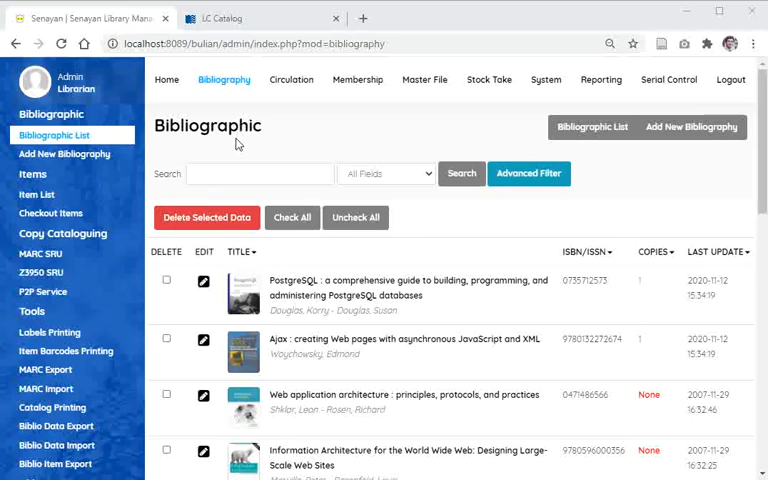 Senayan | Senayan Library Mana
LC Catalog
localhost:8089/bulian/admin/index.php?mod=bibliography
Admin
Librarian
Home
Bibliography
Circulation
Membership
Master File
Stock Take
System
Reporting
Serial Control
Logout
Bibliographic
Bibliographic List
Add New Bibliography
Items
Item List
Checkout Items
Copy Cataloguing
MARC SRU
Z3950 SRU
P2P Service
Tools
Labels Printing
Item Barcodes Printing
MARC Export
MARC Import
Catalog Printing
Biblio Data Export
Biblio Data Import
Biblio Item Export
Bibliographic
Bibliographic List
Add New Bibliography
Search
All Fields
Search
Advanced Filter
Delete Selected Data
Check All
Uncheck All
DELETE EDIT TITLE ISBN/ISSN COPIES LAST UPDATE
PostgreSQL : a comprehensive guide to building, programming, and
administering PostgreSQL databases
Douglas, Korry - Douglas, Susan
0735712573
1
2020-11-12
15:34:19
Ajax : creating Web pages with asynchronous JavaScript and XML
Woychowsky, Edmond
9780132272674
1
2020-11-12
15:34:19
Web application architecture : principles, protocols, and practices
Shklar, Leon - Rosen, Richard
0471486566
None
2007-11-29
16:32:46
Information Architecture for the World Wide Web: Designing Large-
Scale Web Sites
9780596000356
None
2007-11-29
16:32:25